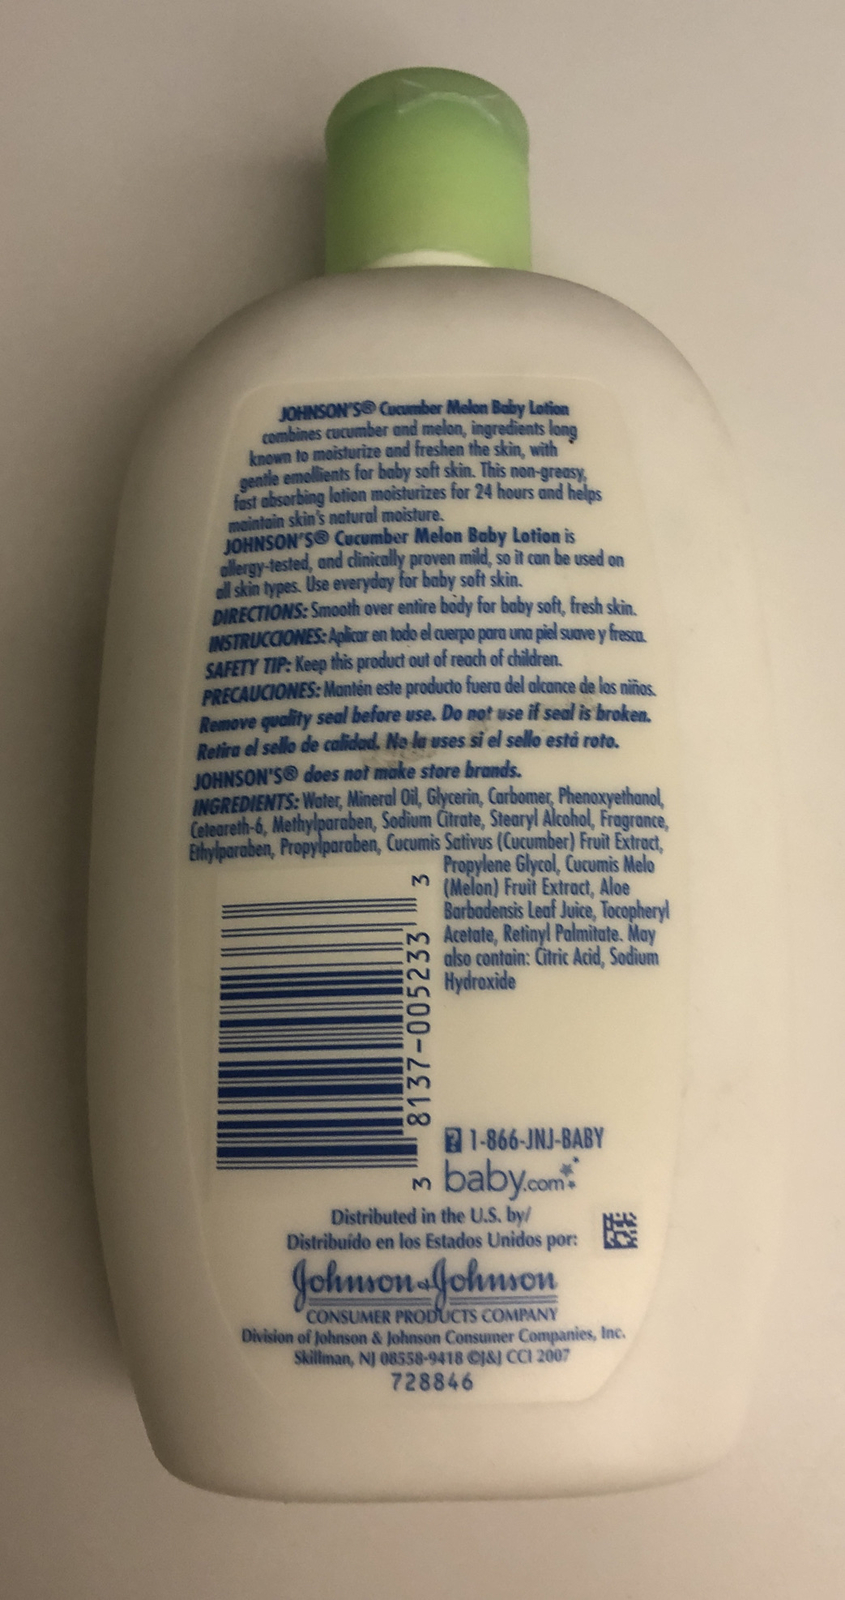 JOHNSON'S® Cucumber Melon Baby Lotion
combines cucumber and melon, ingredients long
known to moisturize and freshen the skin, with
gentle emollients for baby soft skin. This non-greasy,
fast absorbing lotion moisturizes for 24 hours and helps
maintain skin's natural moisture.
JOHNSON'S® Cucumber Melon Baby Lotion is
allergy-tested, and clinically proven mild, so it can be used on
all skin types. Use everyday for baby soft skin.
DIRECTIONS: Smooth over entire body for baby soft, fresh skin.
INSTRUCCIONES: Aplicar en todo el cuerpo para una piel suave y fresca.
SAFETY TIP: Keep this product out of reach of children.
PRECAUCIONES: Mantén este producto fuera del alcance de los niños.
Remove quality seal before use. Do not use if seal is broken.
Retira el sello de calidad. No lo uses si el sello está roto.
JOHNSON'S® does not make store brands.
INGREDIENTS: Water, Mineral Oil, Glycerin, Carbomer, Phenoxyethanol,
Ceteareth-6, Methylparaben, Sodium Citrate, Stearyl Alcohol, Fragrance,
Ethylparaben, Propylparaben, Cucumis Sativus (Cucumber) Fruit Extract,
Propylene Glycol, Cucumis Melo
(Melon) Fruit Extract, Aloe
Barbadensis Leaf Juice, Tocopheryl
Acetate, Retinyl Palmitate. May
also contain: Citric Acid, Sodium
Hydroxide
3 8137-005233 3
? 1-866-JNJ-BABY
baby.com
Distributed in the U.S. by/
Distribuído en los Estados Unidos por:
Johnson & Johnson
CONSUMER PRODUCTS COMPANY
Division of Johnson & Johnson Consumer Companies, Inc.
Skillman, NJ 08558-9418 ©J&J CCI 2007
728846